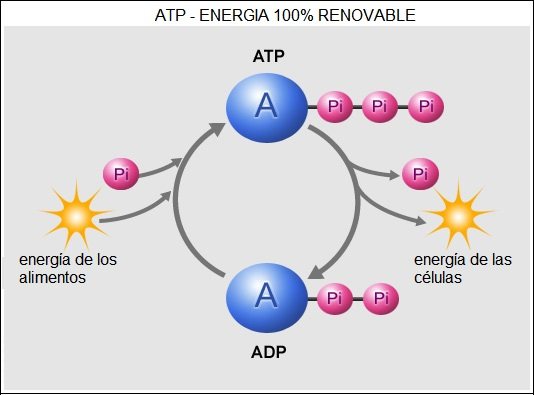 ATP - ENERGIA 100% RENOVABLE
ATP
A Pi Pi Pi
Pi
Pi
energía de los
alimentos
energía de las
células
A Pi Pi
ADP